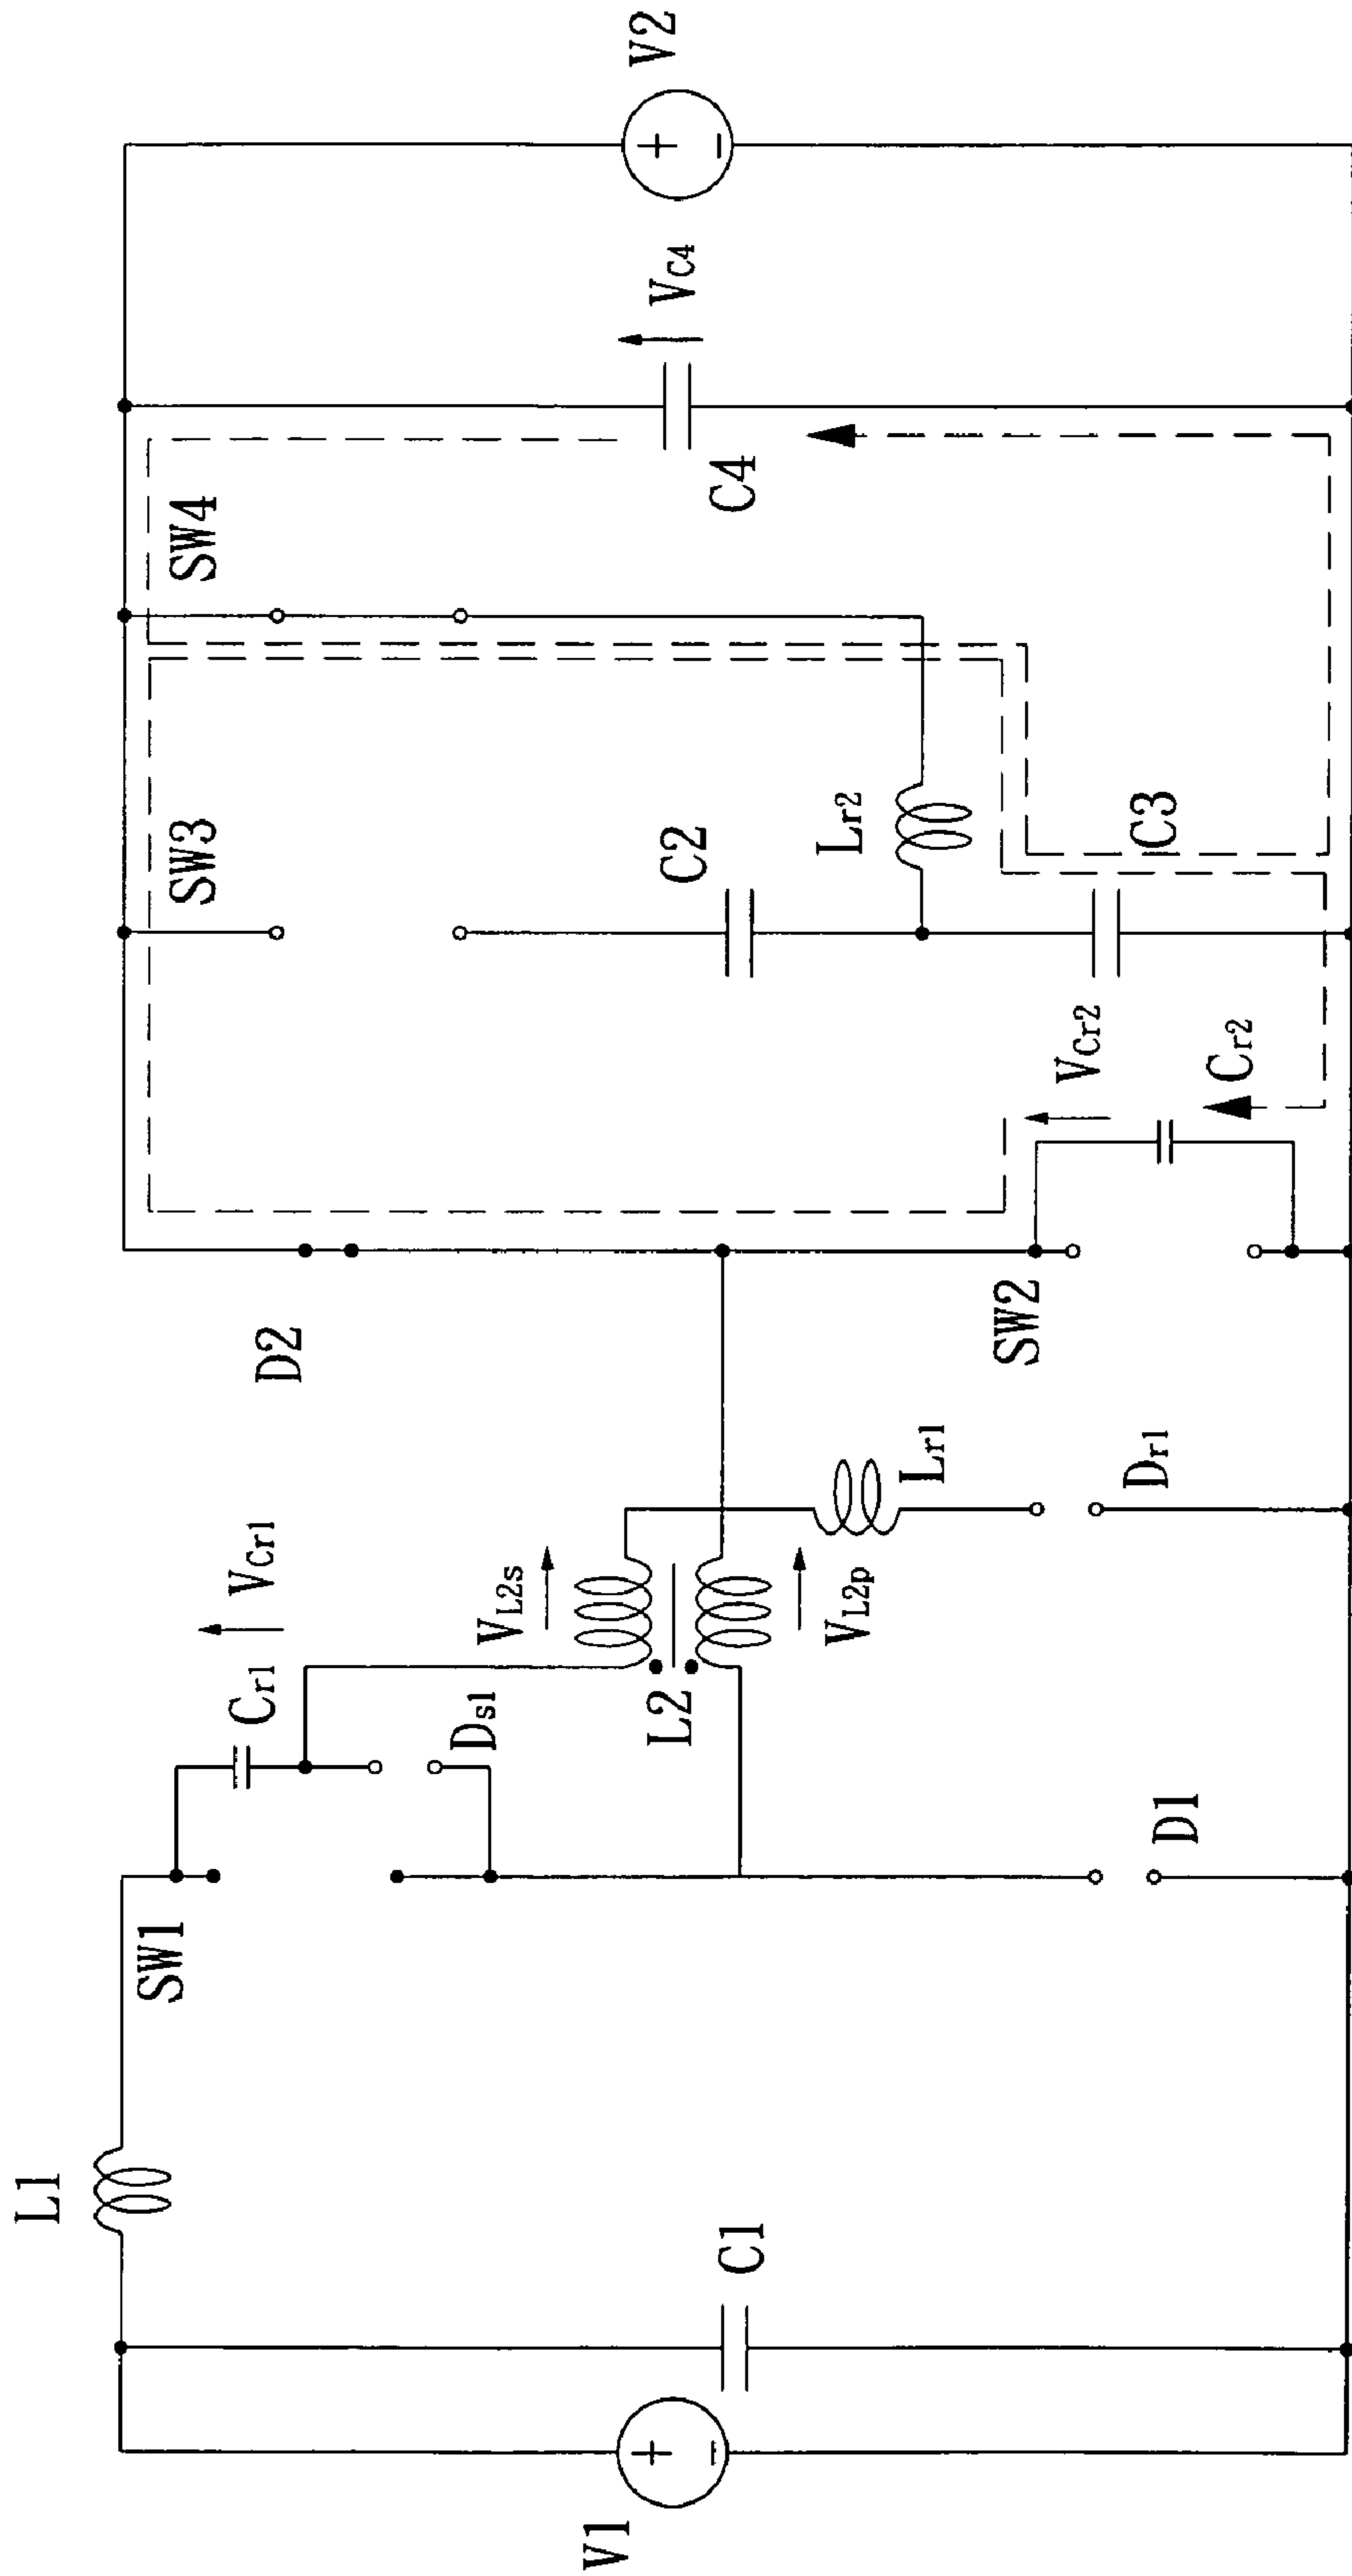 V1
C1
L1
SW1
Cr1
VCr1
Ds1
L2
VL2s
VL2p
D1
Lr1
Dr1
D2
SW2
Cr2
VCr2
SW3
C2
C3
Lr2
SW4
C4
VC4
V2